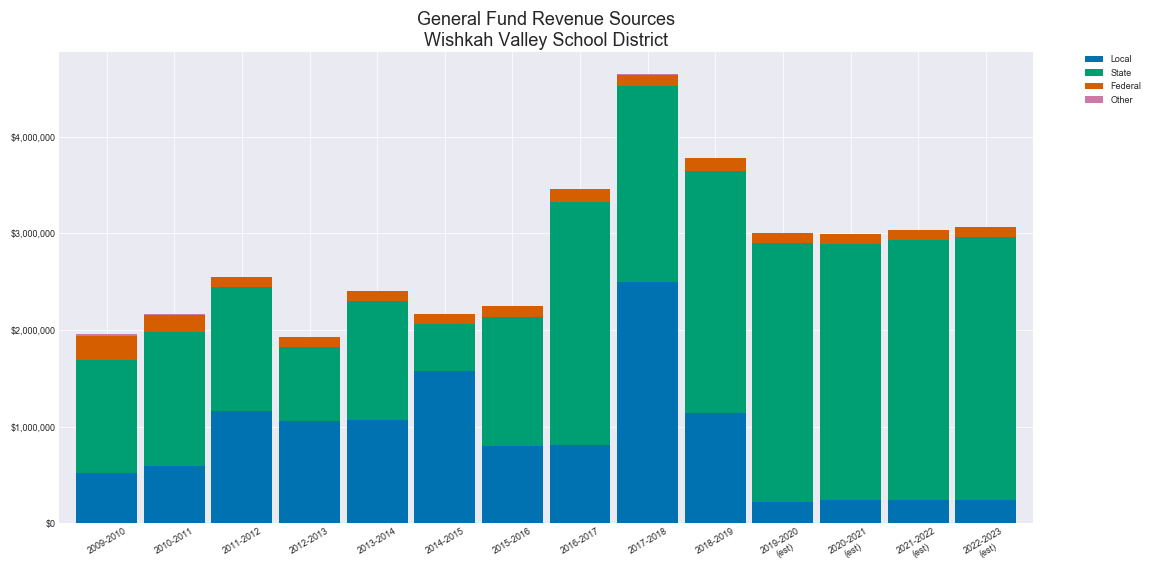 General Fund Revenue Sources
Wishkah Valley School District
Local
State
Federal
Other
$4,000,000
$3,000,000
$2,000,000
$1,000,000
$0
2009-2010
2010-2011
2011-2012
2012-2013
2013-2014
2014-2015
2015-2016
2016-2017
2017-2018
2018-2019
2019-2020
(est)
2020-2021
(est)
2021-2022
(est)
2022-2023
(est)